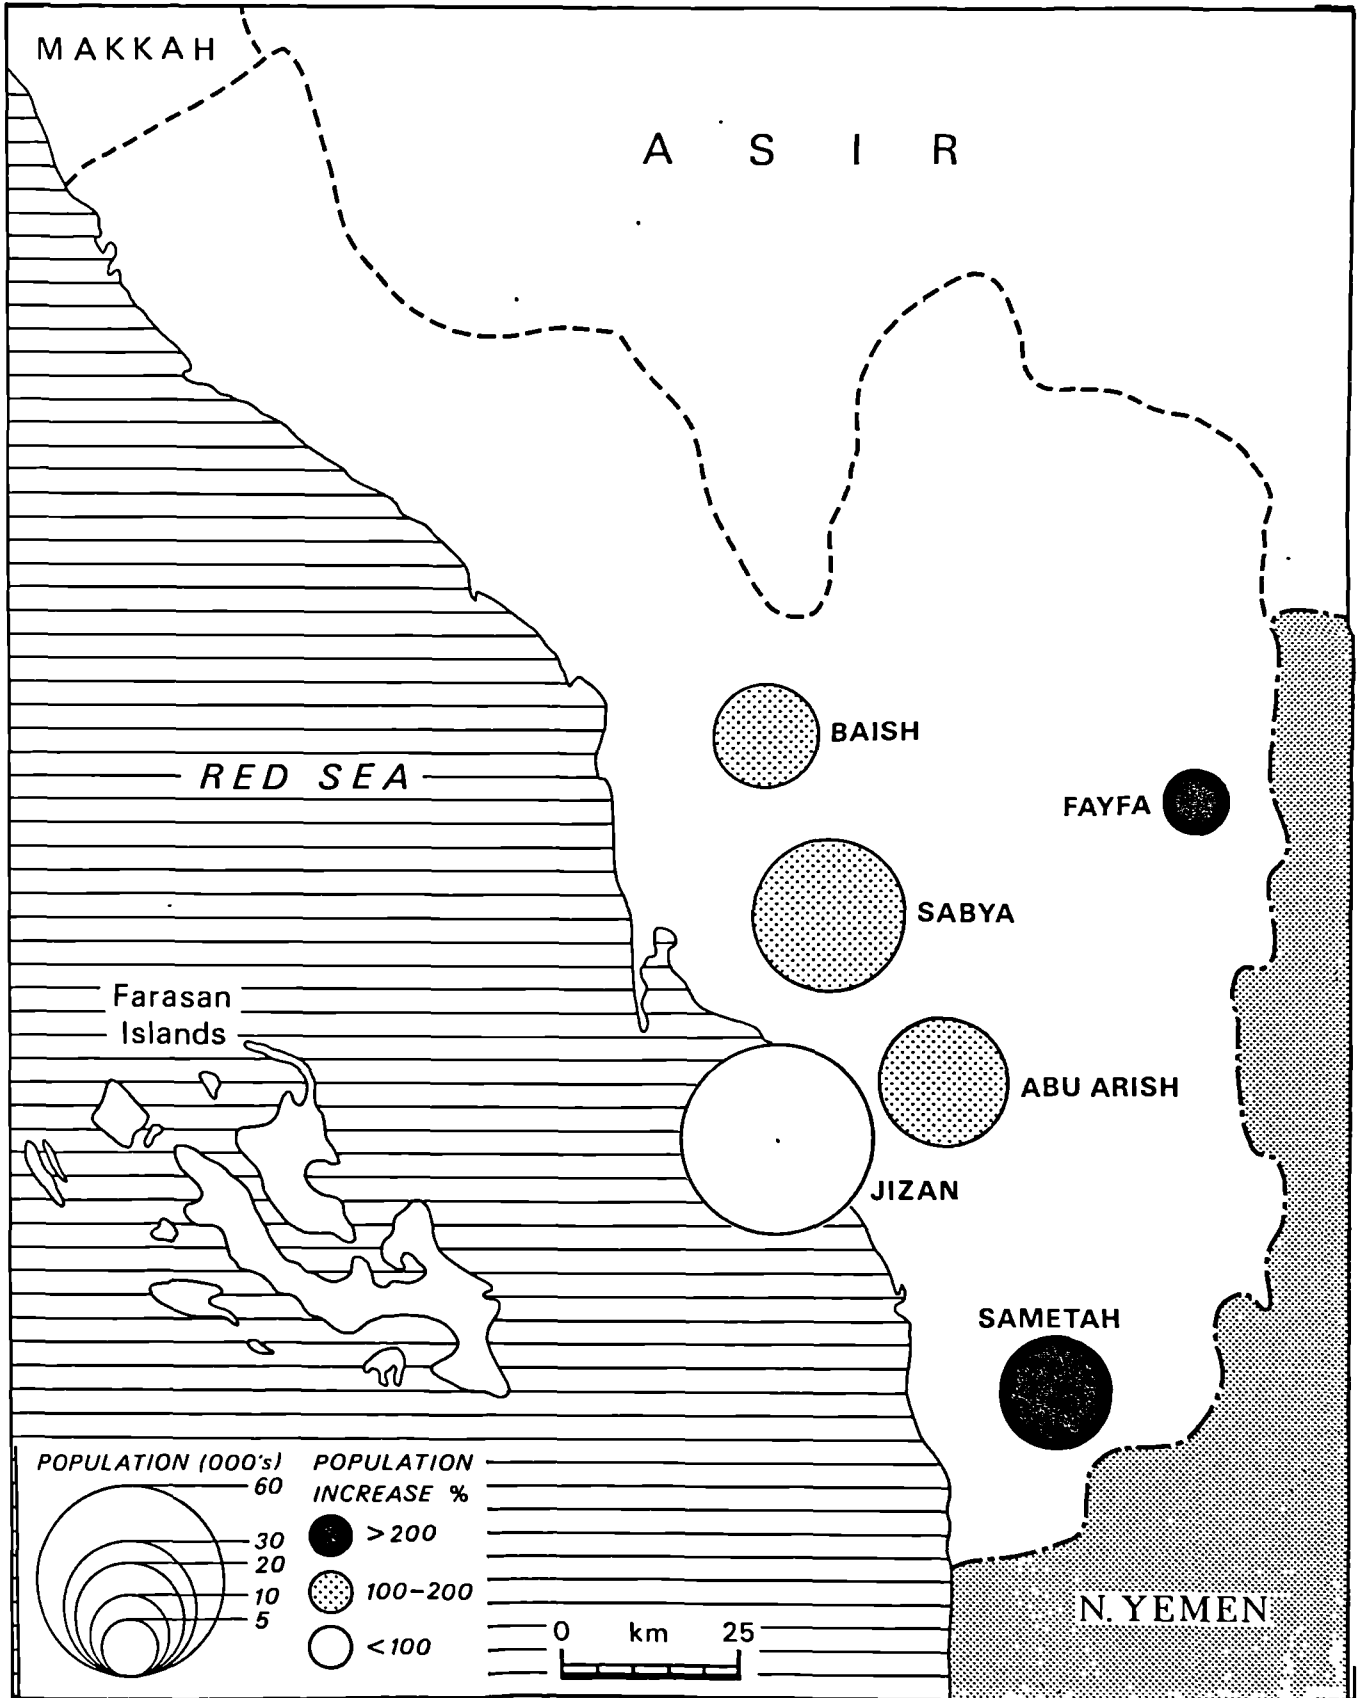 MAKKAH
ASIR
BAISH
RED SEA
FAYFA
SABYA
Farasan
Islands
ABU ARISH
JIZAN
SAMETAH
POPULATION (000's)
60
30
20
10
5
POPULATION
INCREASE %
>200
100-200
<100
0 km 25
N. YEMEN